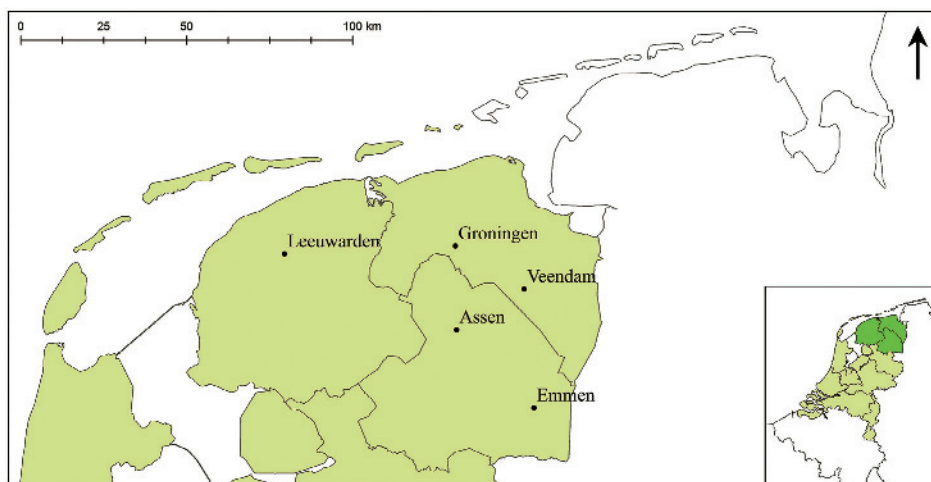 0 25 50 100 km
Leeuwarden
Groningen
Veendam
Assen
Emmen